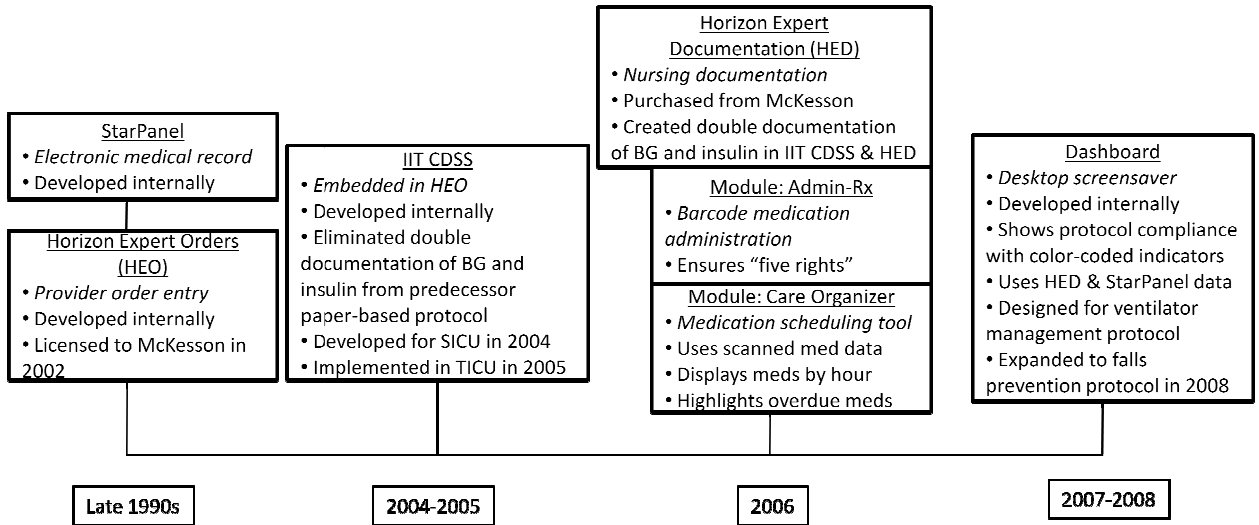 StarPanel
• Electronic medical record
• Developed internally
Horizon Expert Orders
(HEO)
• Provider order entry
• Developed internally
• Licensed to McKesson in
2002
IIT CDSS
• Embedded in HEO
• Developed internally
• Eliminated double
documentation of BG and
insulin from predecessor
paper-based protocol
• Developed for SICU in 2004
• Implemented in TICU in 2005
Horizon Expert
Documentation (HED)
• Nursing documentation
• Purchased from McKesson
• Created double documentation
of BG and insulin in IIT CDSS & HED
Module: Admin-Rx
• Barcode medication
administration
• Ensures “five rights”
Module: Care Organizer
• Medication scheduling tool
• Uses scanned med data
• Displays meds by hour
• Highlights overdue meds
Dashboard
• Desktop screensaver
• Developed internally
• Shows protocol compliance
with color-coded indicators
• Uses HED & StarPanel data
• Designed for ventilator
management protocol
• Expanded to falls
prevention protocol in 2008
Late 1990s
2004-2005
2006
2007-2008